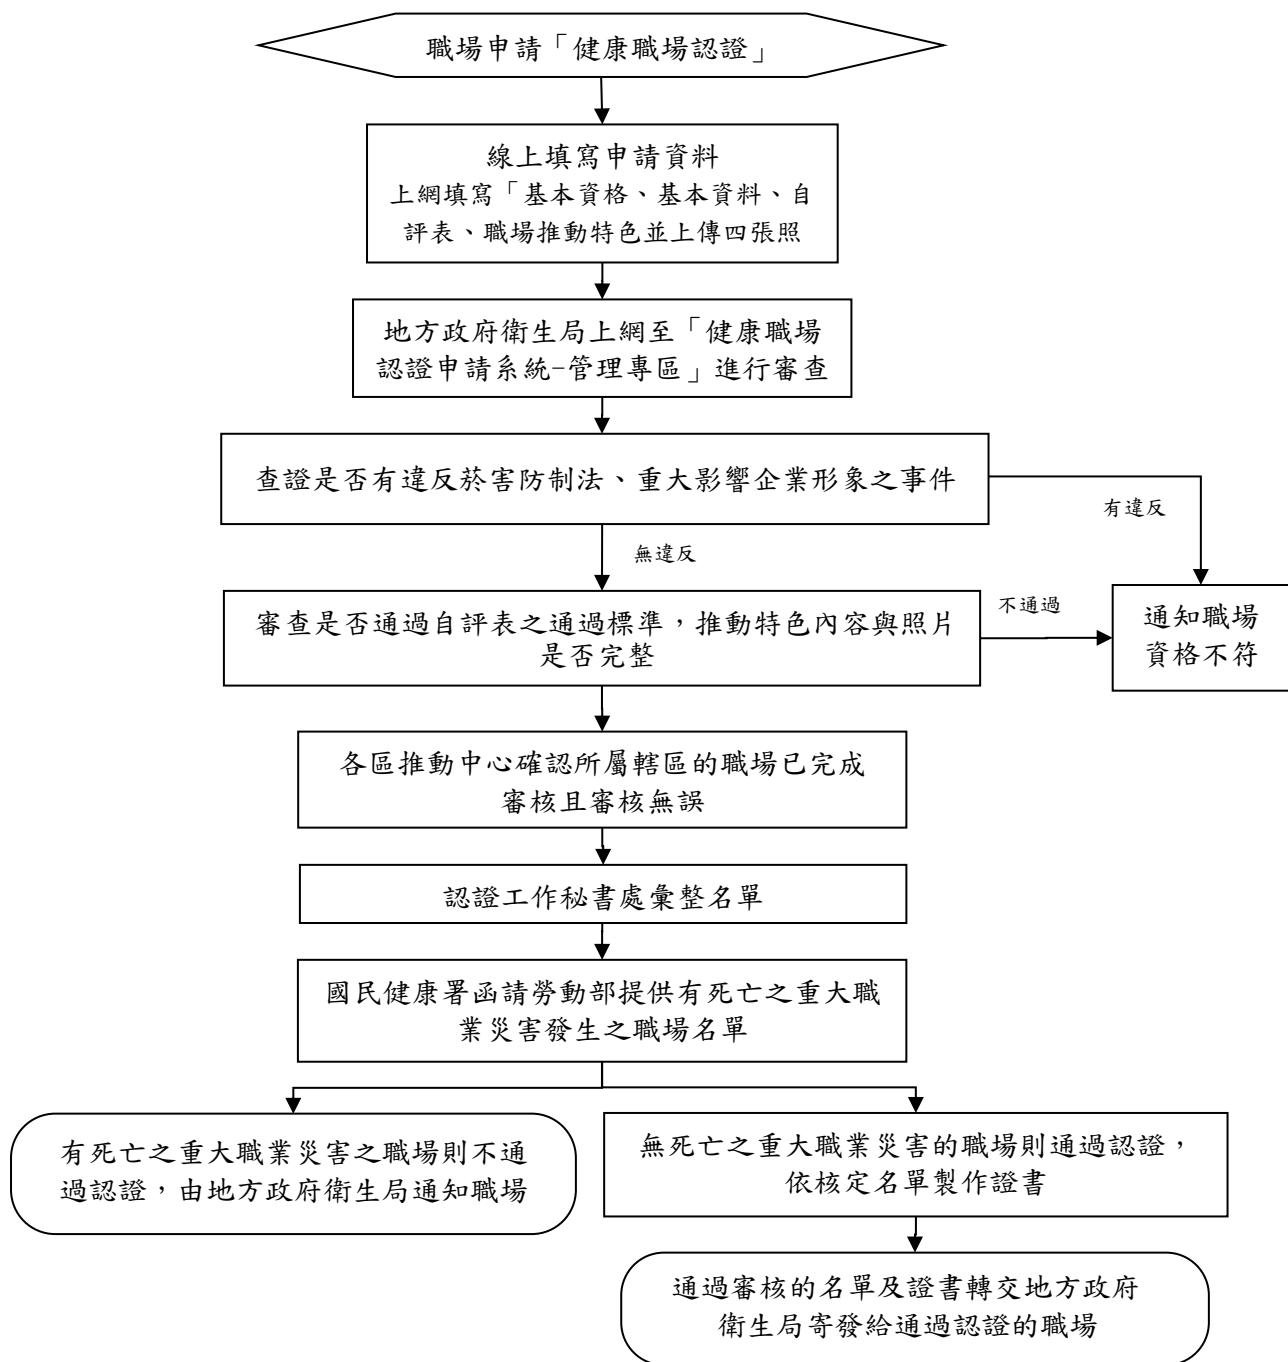 職場申請「健康職場認證」
線上填寫申請資料
上網填寫「基本資格、基本資料、自
評表、職場推動特色並上傳四張照
地方政府衛生局上網至「健康職場
認證申請系統-管理專區」進行審查
查證是否有違反菸害防制法、重大影響企業形象之事件
有違反
無違反
審查是否通過自評表之通過標準，推動特色內容與照片
是否完整
不通過
通知職場
資格不符
各區推動中心確認所屬轄區的職場已完成
審核且審核無誤
認證工作秘書處彙整名單
國民健康署函請勞動部提供有死亡之重大職
業災害發生之職場名單
有死亡之重大職業災害之職場則不通
過認證，由地方政府衛生局通知職場
無死亡之重大職業災害的職場則通過認證，
依核定名單製作證書
通過審核的名單及證書轉交地方政府
衛生局寄發給通過認證的職場